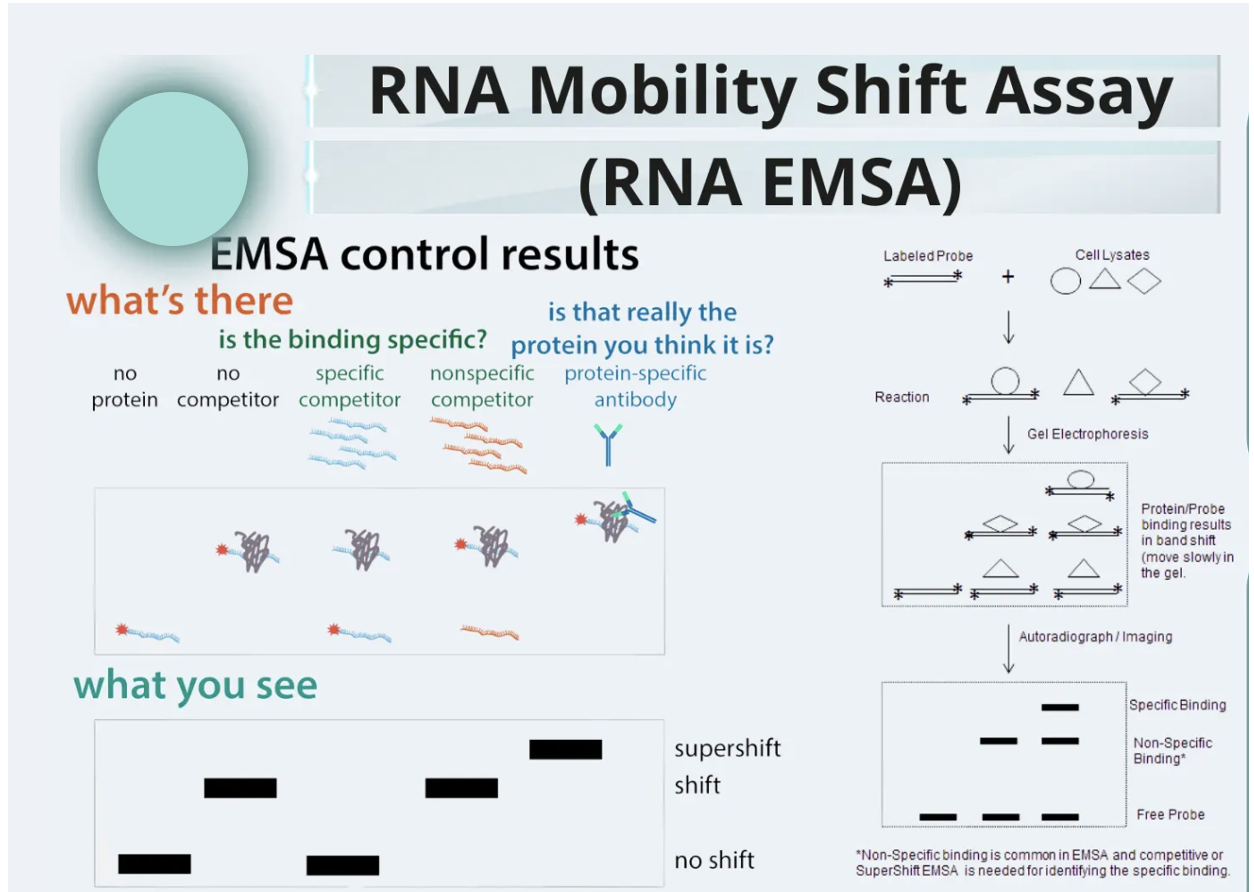 RNA Mobility Shift Assay
(RNA EMSA)
EMSA control results
what's there
is the binding specific?
is that really the
protein you think it is?
no
protein
no
competitor
specific
competitor
nonspecific
competitor
protein-specific
antibody
what you see
supershift
shift
no shift
Labeled Probe
+
Cell Lysates
Reaction
Gel Electrophoresis
Protein/Probe
binding results
in band shift
(move slowly in
the gel.
Autoradiograph / Imaging
Specific Binding
Non-Specific
Binding*
Free Probe
*Non-Specific binding is common in EMSA and competitive or
SuperShift EMSA is needed for identifying the specific binding.